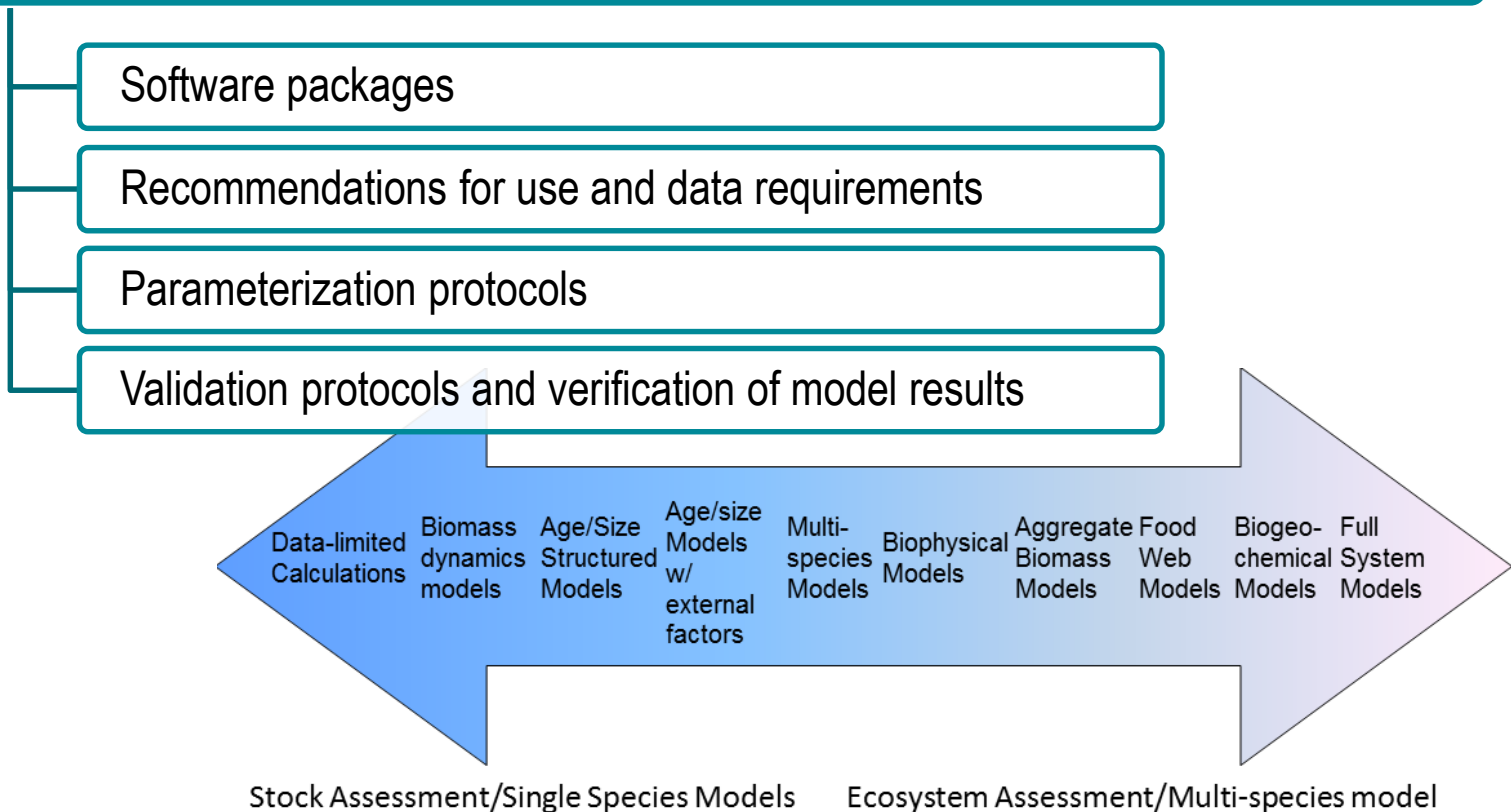 Software packages
Recommendations for use and data requirements
Parameterization protocols
Validation protocols and verification of model results
Data-limited
Calculations
Biomass
dynamics
models
Age/Size
Structured
Models
Age/size
Models
w/
external
factors
Multi-
species
Models
Biophysical
Models
Aggregate
Biomass
Models
Food
Web
Models
Biogeo-
chemical
Models
Full
System
Models
Stock Assessment/Single Species Models
Ecosystem Assessment/Multi-species model